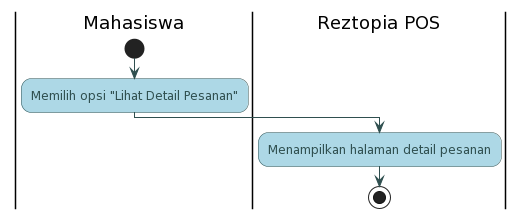 Mahasiswa
Reztopia POS
Memilih opsi "Lihat Detail Pesanan"
Menampilkan halaman detail pesanan